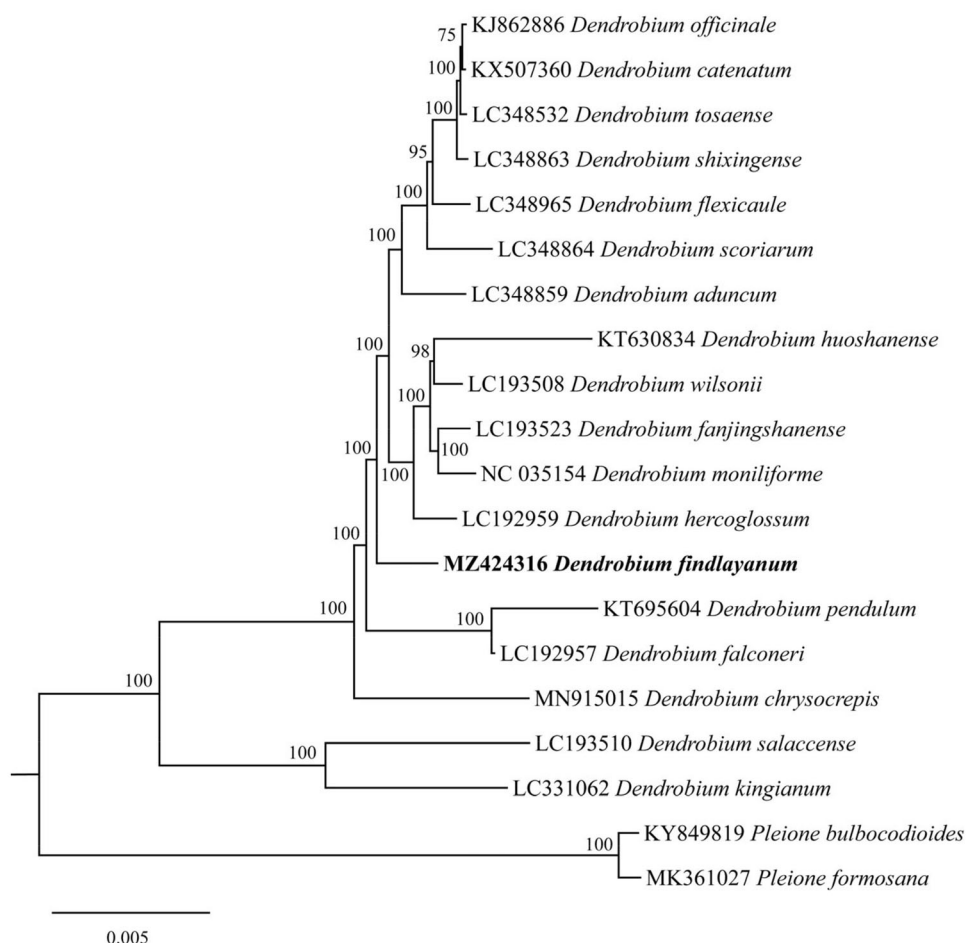 75
KJ862886 Dendrobium officinale
100
KX507360 Dendrobium catenatum
100
LC348532 Dendrobium tosaense
95
LC348863 Dendrobium shixingense
100
LC348965 Dendrobium flexicaule
100
LC348864 Dendrobium scoriarum
LC348859 Dendrobium aduncum
100
98
KT630834 Dendrobium huoshanense
100
LC193508 Dendrobium wilsonii
LC193523 Dendrobium fanjingshanense
100
100
100
NC 035154 Dendrobium moniliforme
LC192959 Dendrobium hercoglossum
100
MZ424316 Dendrobium findlayanum
100
100
KT695604 Dendrobium pendulum
LC192957 Dendrobium falconeri
100
MN915015 Dendrobium chrysocrepis
100
LC193510 Dendrobium salaccense
LC331062 Dendrobium kingianum
100
KY849819 Pleione bulbocodioides
MK361027 Pleione formosana
0.005